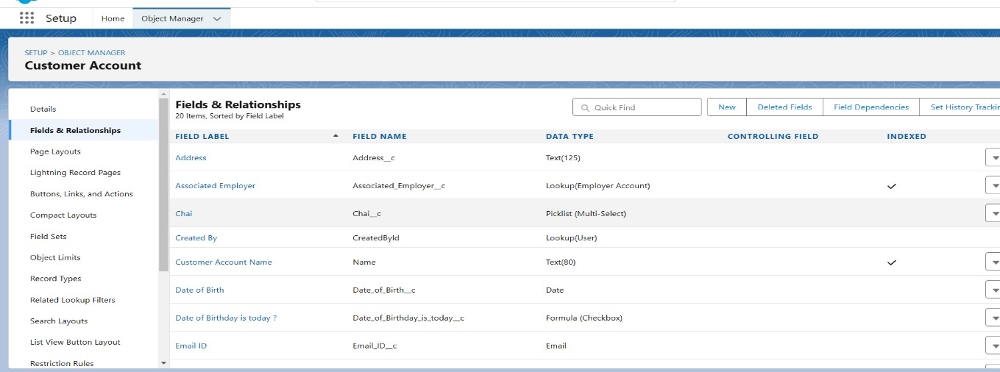 Setup Home Object Manager
SETUP > OBJECT MANAGER
Customer Account
Details
Fields & Relationships
Page Layouts
Lightning Record Pages
Buttons, Links, and Actions
Compact Layouts
Field Sets
Object Limits
Record Types
Related Lookup Filters
Search Layouts
List View Button Layout
Restriction Rules
Fields & Relationships
20 Items, Sorted by Field Label
Quick Find New Deleted Fields Field Dependencies Set History Trackin
FIELD LABEL FIELD NAME DATA TYPE CONTROLLING FIELD INDEXED
Address Address__c Text(125)
Associated Employer Associated_Employer__c Lookup(Employer Account)
Chai Chai__c Picklist (Multi-Select)
Created By CreatedById Lookup(User)
Customer Account Name Name Text(80)
Date of Birth Date_of_Birth__c Date
Date of Birthday is today ? Date_of_Birthday_is_today__c Formula (Checkbox)
Email ID Email_ID__c Email